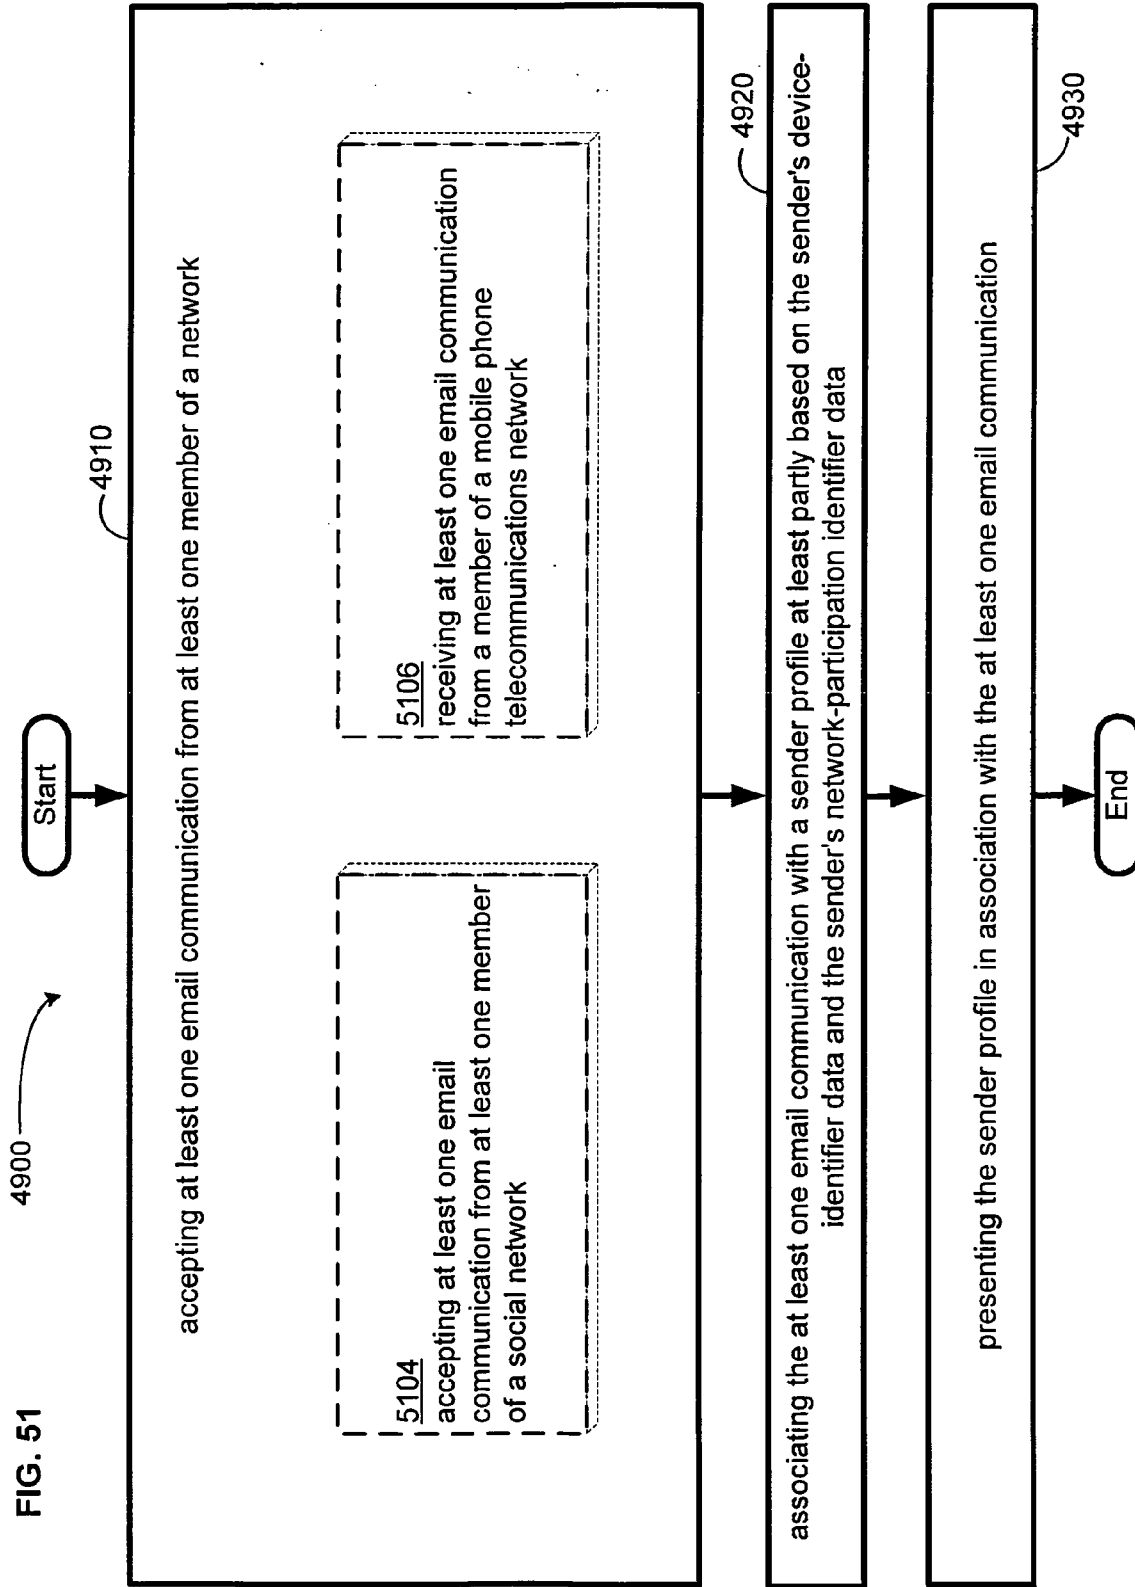 FIG. 51
4900
Start
4910
accepting at least one email communication from at least one member of a network
5104
accepting at least one email
communication from at least one member
of a social network
5106
receiving at least one email communication
from a member of a mobile phone
telecommunications network
4920
associating the at least one email communication with a sender profile at least partly based on the sender's device-
identifier data and the sender's network-participation identifier data
4930
presenting the sender profile in association with the at least one email communication
End